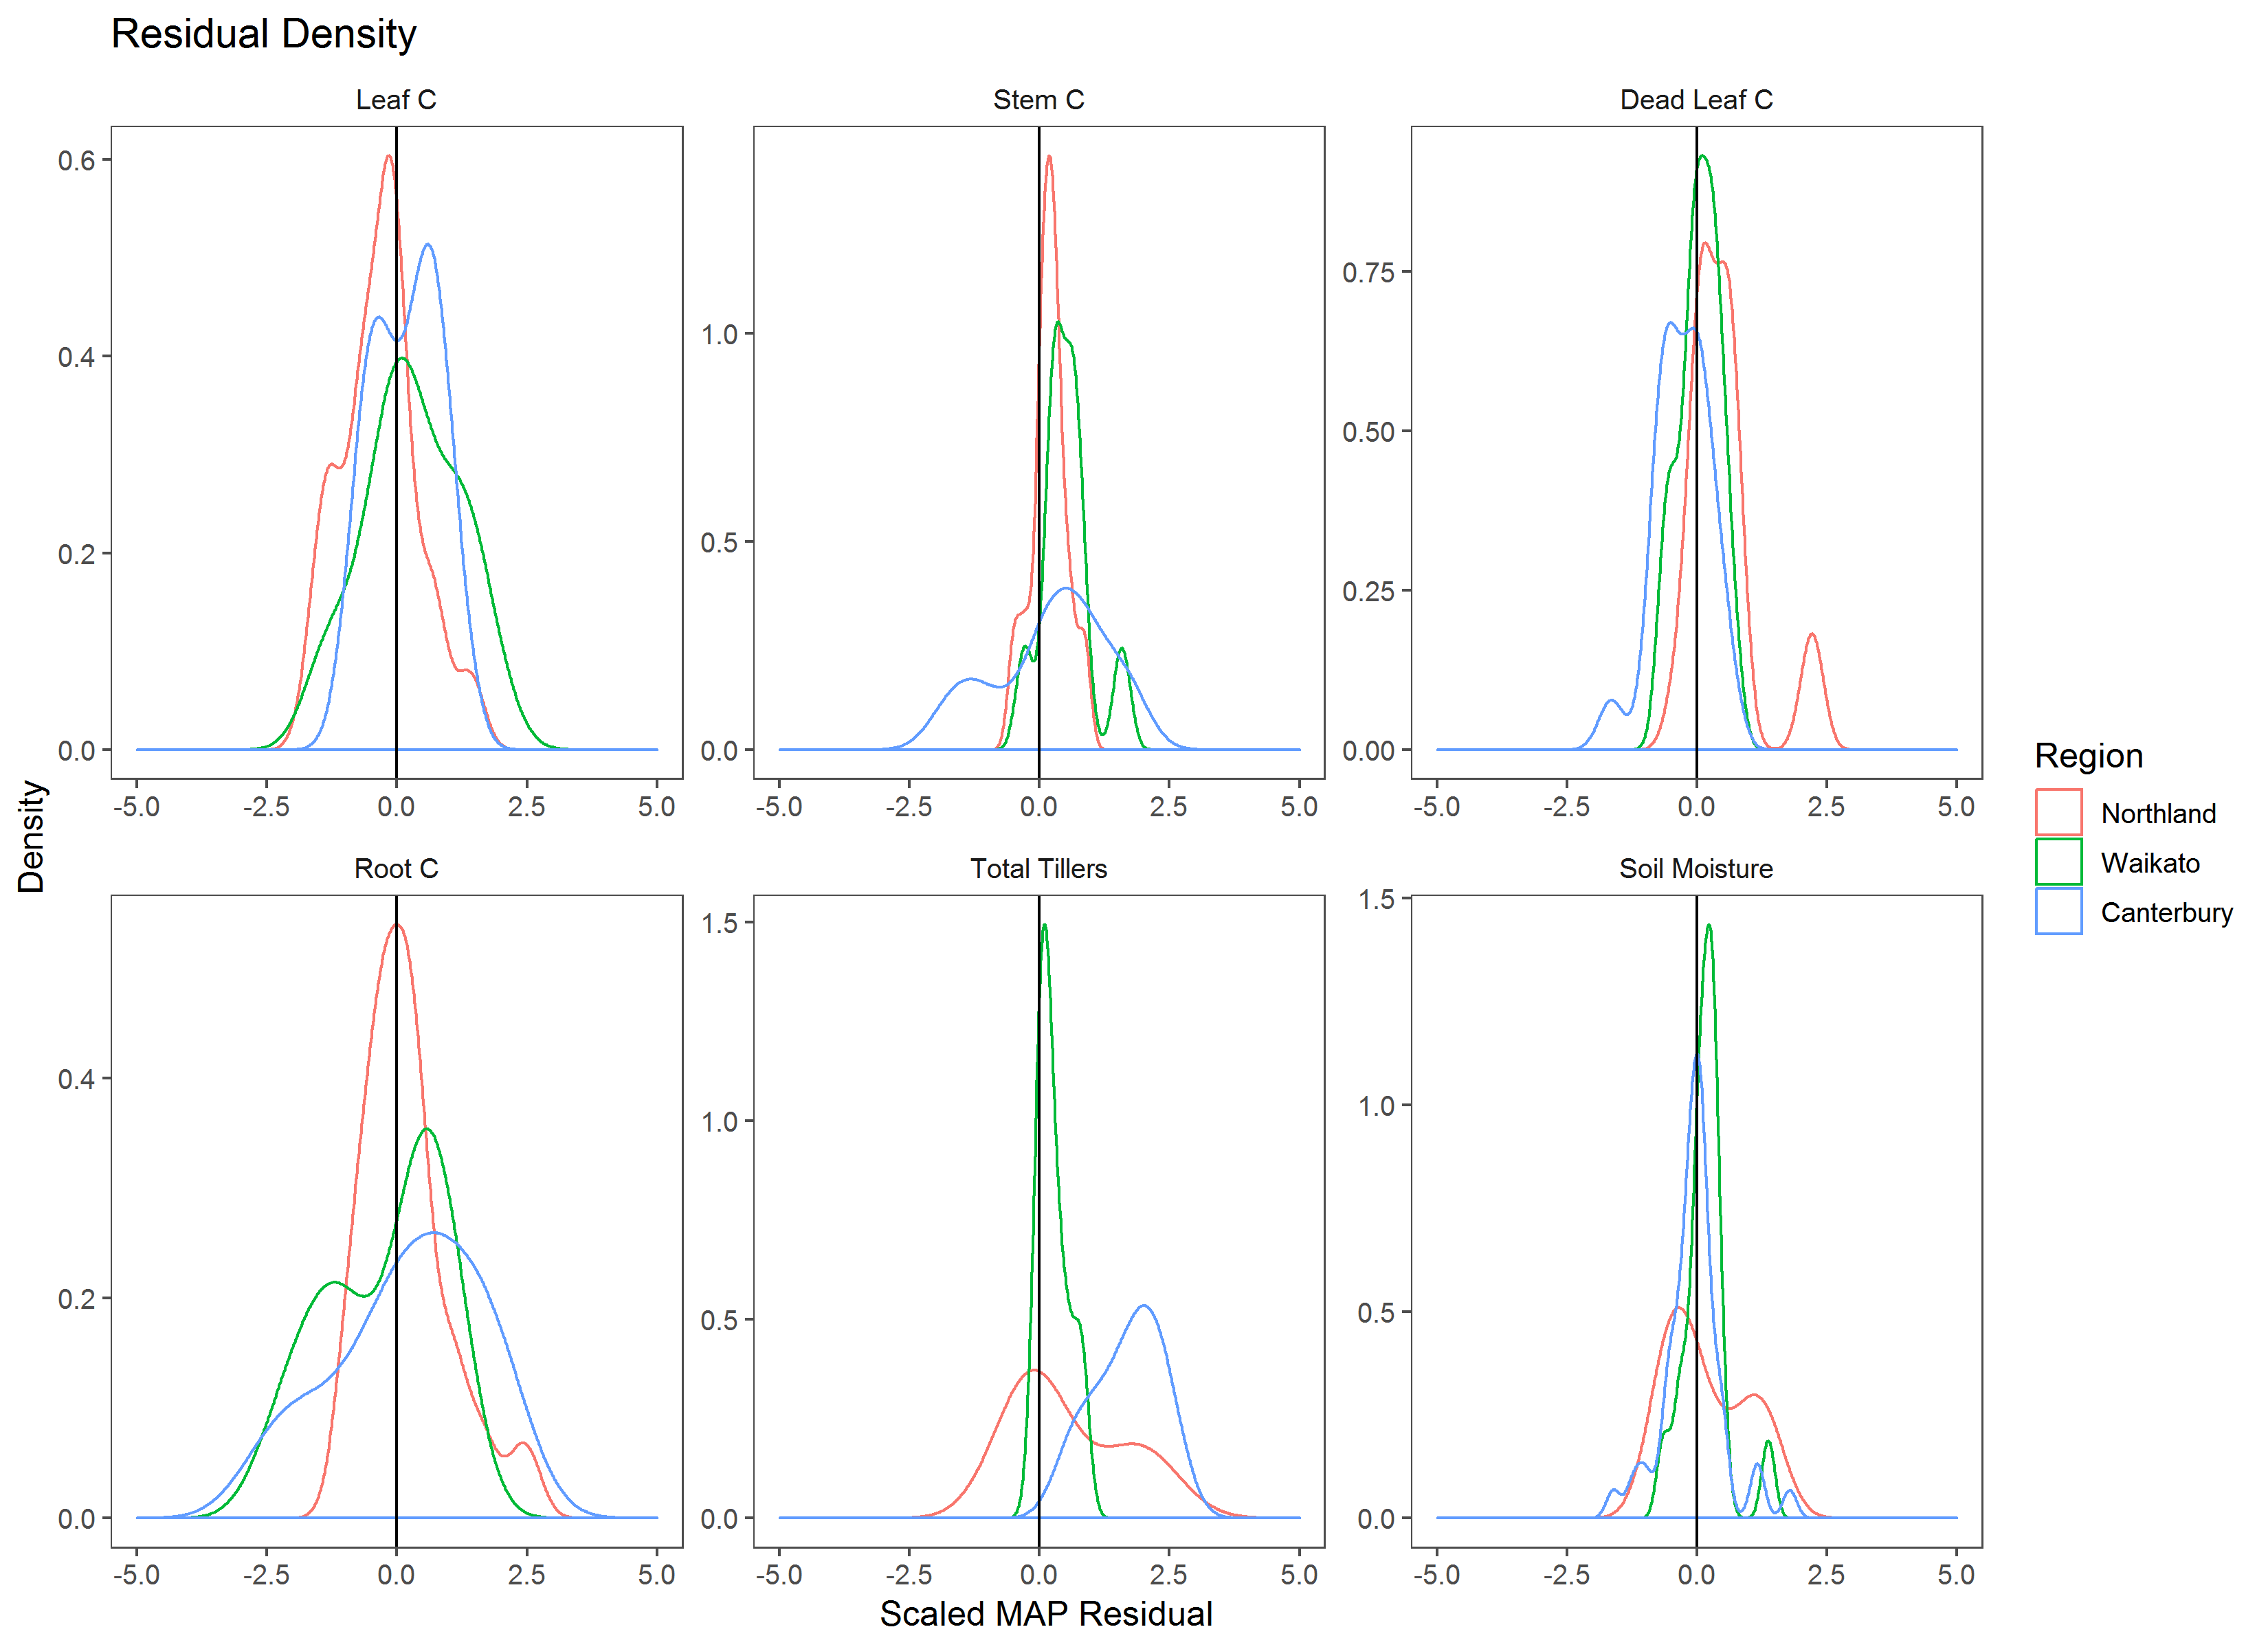 Residual Density
Leaf C
Stem C
Dead Leaf C
0.6
0.4
0.2
0.0
1.0
0.5
0.0
0.75
0.50
0.25
0.00
-5.0 -2.5 0.0 2.5 5.0
-5.0 -2.5 0.0 2.5 5.0
-5.0 -2.5 0.0 2.5 5.0
Density
Root C
Total Tillers
Soil Moisture
0.4
0.2
0.0
1.5
1.0
0.5
0.0
1.5
1.0
0.5
0.0
-5.0 -2.5 0.0 2.5 5.0
-5.0 -2.5 0.0 2.5 5.0
-5.0 -2.5 0.0 2.5 5.0
Scaled MAP Residual
Region
Northland
Waikato
Canterbury